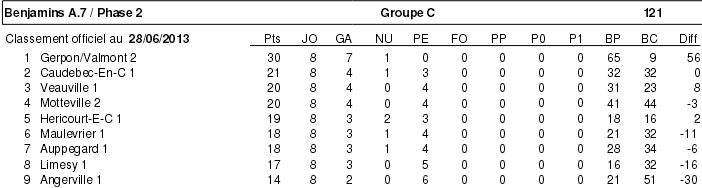 Benjamins A.7 / Phase 2 Groupe C 121
Classement officiel au 28/06/2013 Pts JO GA NU PE FO PP P0 P1 BP BC Diff
1 Gerpon/Valmont 2 30 8 7 1 0 0 0 0 0 65 9 56
2 Caudebec-En-C 1 21 8 4 1 3 0 0 0 0 32 32 0
3 Veauville 1 20 8 4 0 4 0 0 0 0 31 23 8
4 Motteville 2 20 8 4 0 4 0 0 0 0 41 44 -3
5 Hericourt-E-C 1 19 8 3 2 3 0 0 0 0 18 16 2
6 Maulevrier 1 18 8 3 1 4 0 0 0 0 21 32 -11
7 Auppegard 1 18 8 3 1 4 0 0 0 0 28 34 -6
8 Limesy 1 17 8 3 0 5 0 0 0 0 16 32 -16
9 Angerville 1 14 8 2 0 6 0 0 0 0 21 51 -30